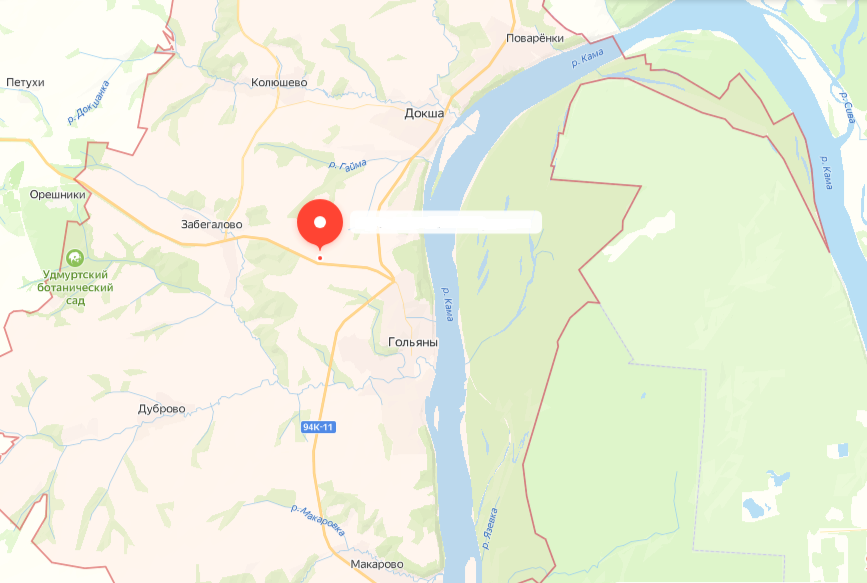 Поварёнки
р. Кама
Петухи
Колюшево
р. Докшанка
р. Сива
Докша
р. Гайма
р. Кама
Орешники
Забегалово
Удмуртский
ботанический
сад
р. Кама
Гольяны
Дуброво
94К-11
р. Макаровка
р. Язевка
Макарово